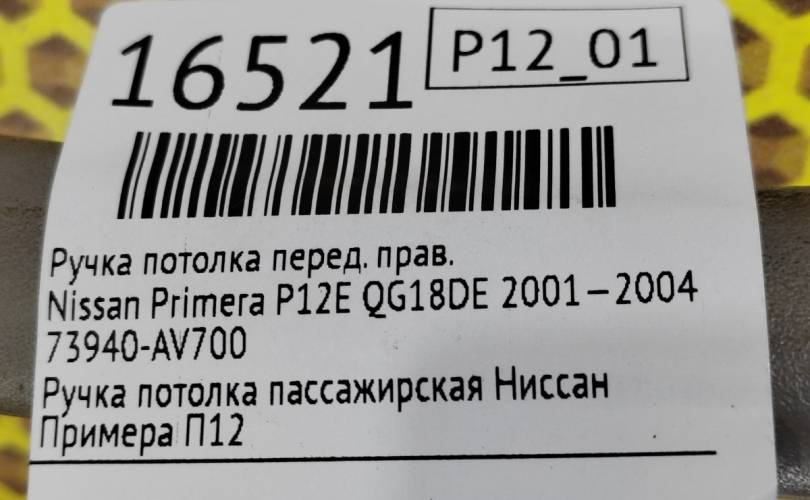 16521
P12_01
Ручка потолка перед. прав.
Nissan Primera P12E QG18DE 2001–2004
73940-AV700
Ручка потолка пассажирская Ниссан
Примера П12